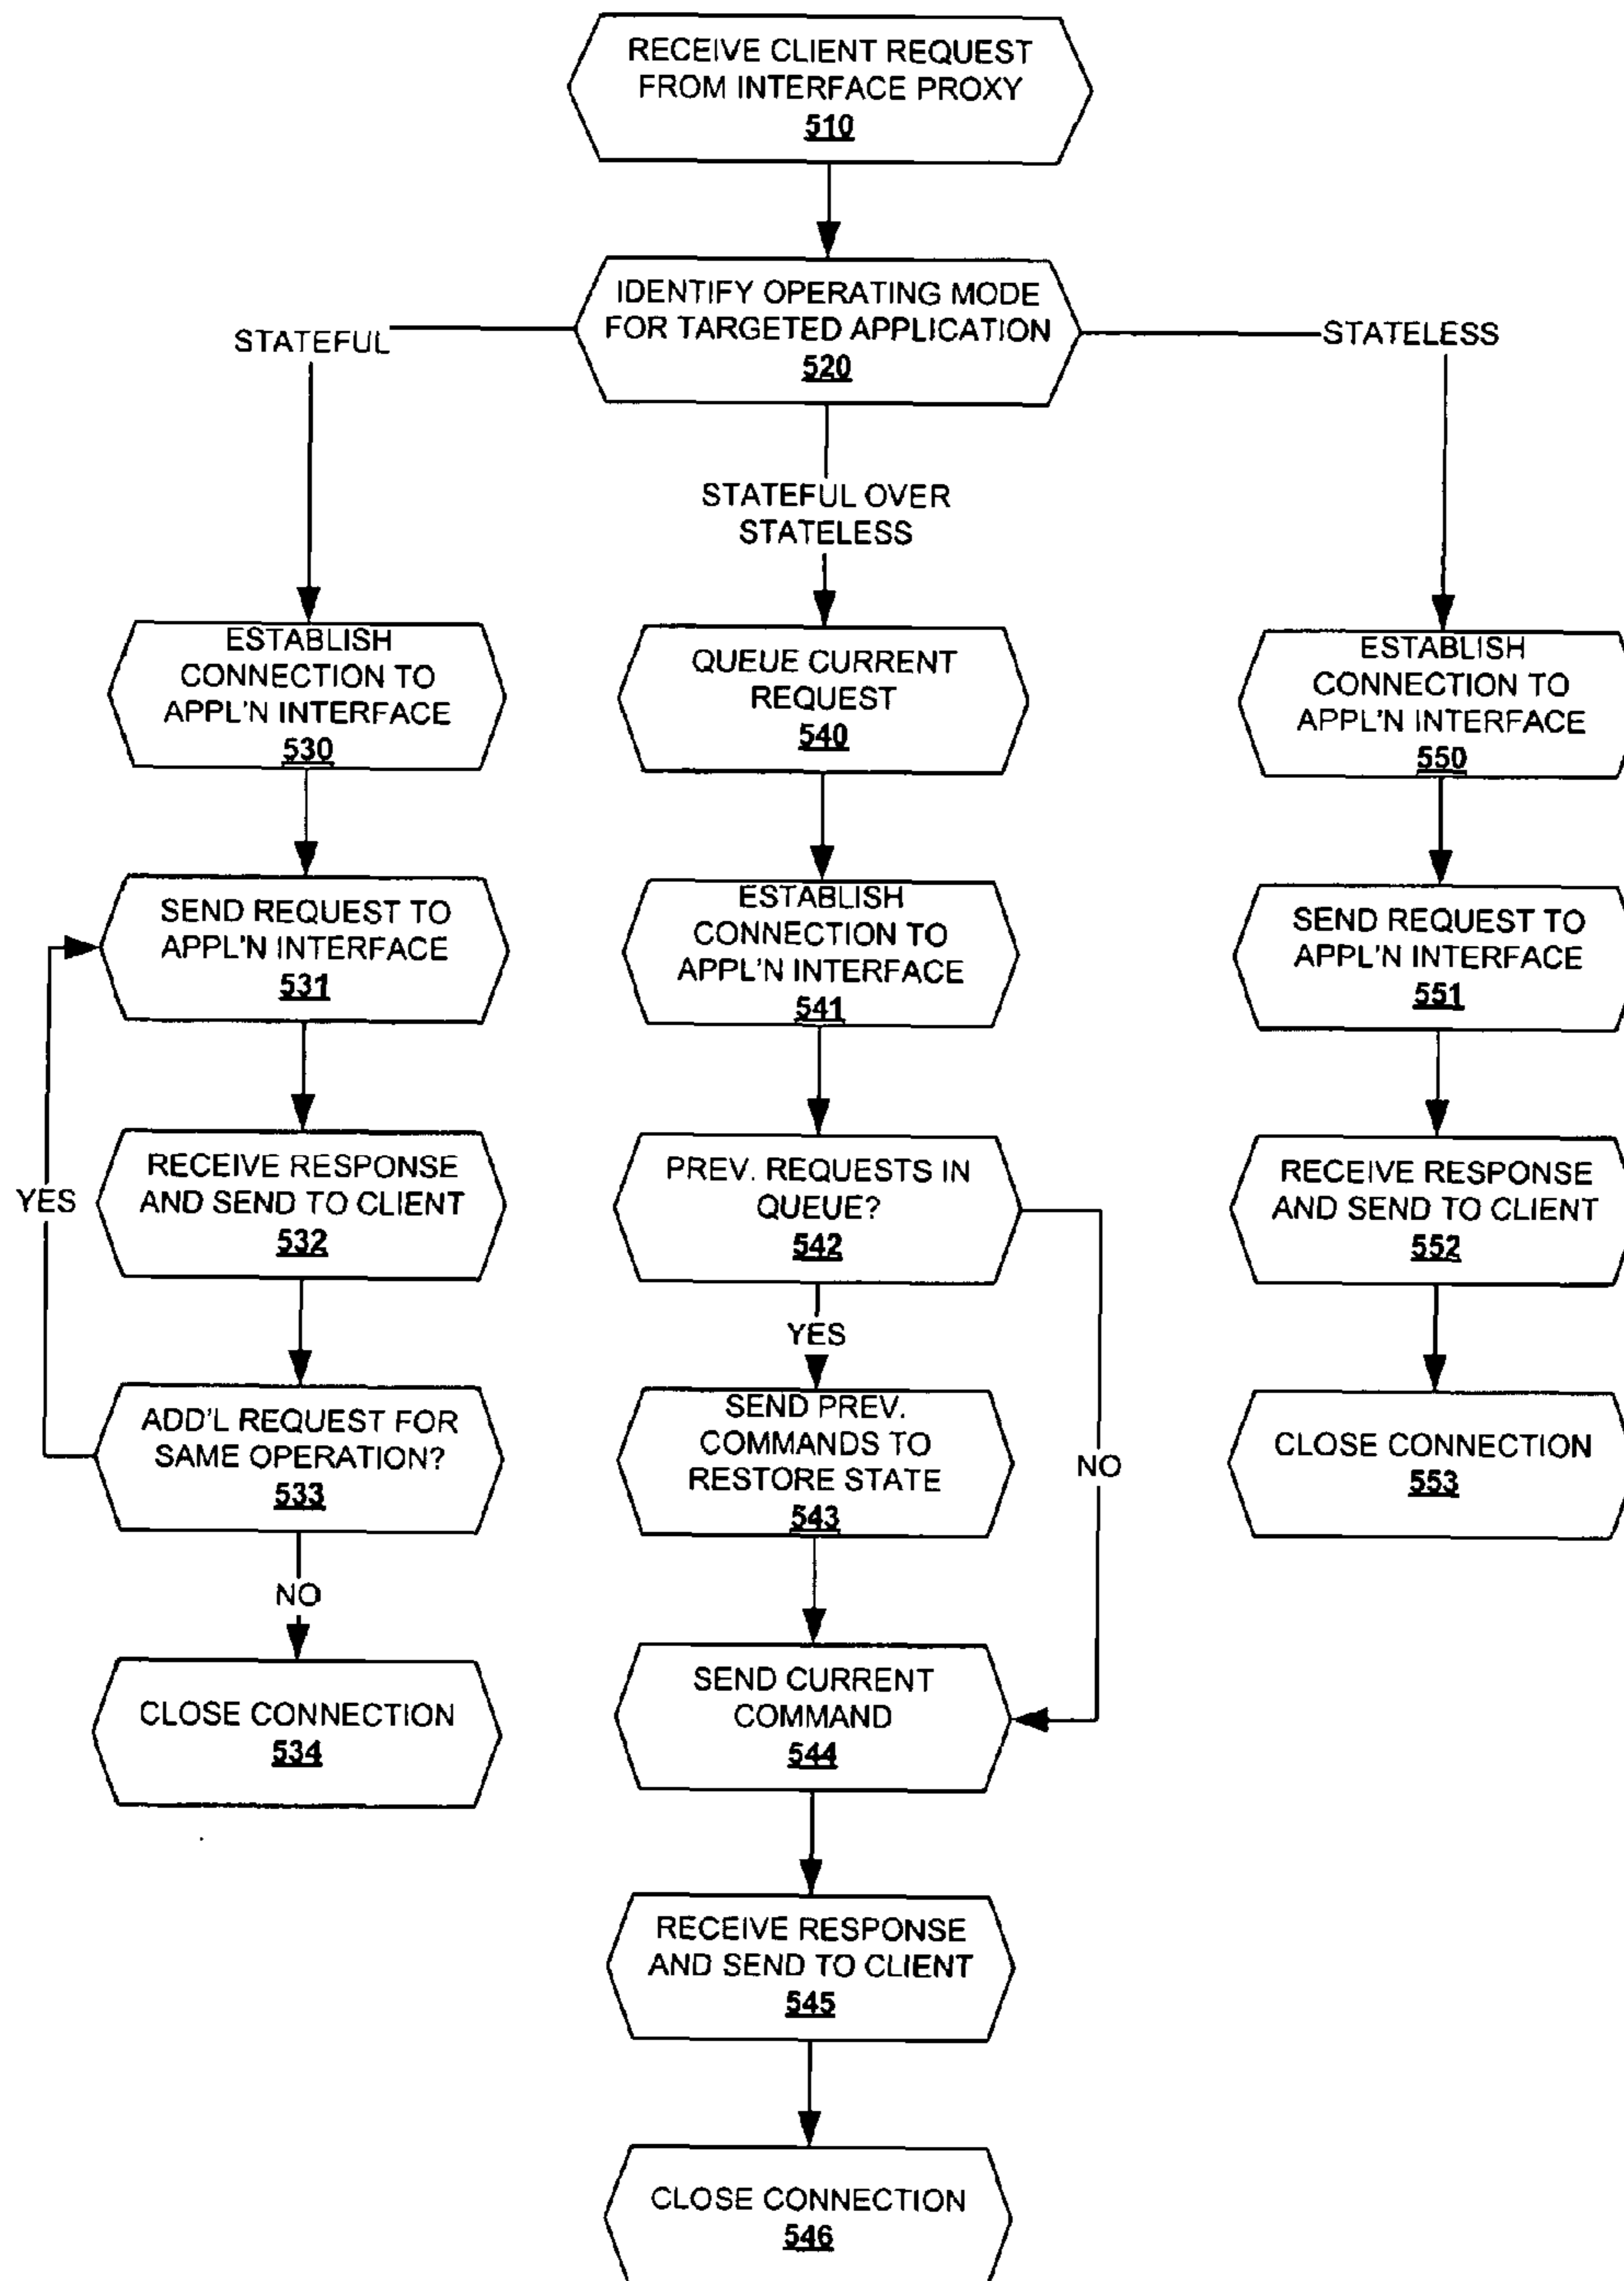 RECEIVE CLIENT REQUEST
FROM INTERFACE PROXY
510
IDENTIFY OPERATING MODE
FOR TARGETED APPLICATION
520
STATEFUL
STATEFUL OVER
STATELESS
STATELESS
ESTABLISH
CONNECTION TO
APPL'N INTERFACE
530
SEND REQUEST TO
APPL'N INTERFACE
531
RECEIVE RESPONSE
AND SEND TO CLIENT
532
YES
ADD'L REQUEST FOR
SAME OPERATION?
533
NO
CLOSE CONNECTION
534
QUEUE CURRENT
REQUEST
540
ESTABLISH
CONNECTION TO
APPL'N INTERFACE
541
PREV. REQUESTS IN
QUEUE?
542
YES
SEND PREV.
COMMANDS TO
RESTORE STATE
543
NO
SEND CURRENT
COMMAND
544
RECEIVE RESPONSE
AND SEND TO CLIENT
545
CLOSE CONNECTION
546
ESTABLISH
CONNECTION TO
APPL'N INTERFACE
550
SEND REQUEST TO
APPL'N INTERFACE
551
RECEIVE RESPONSE
AND SEND TO CLIENT
552
CLOSE CONNECTION
553